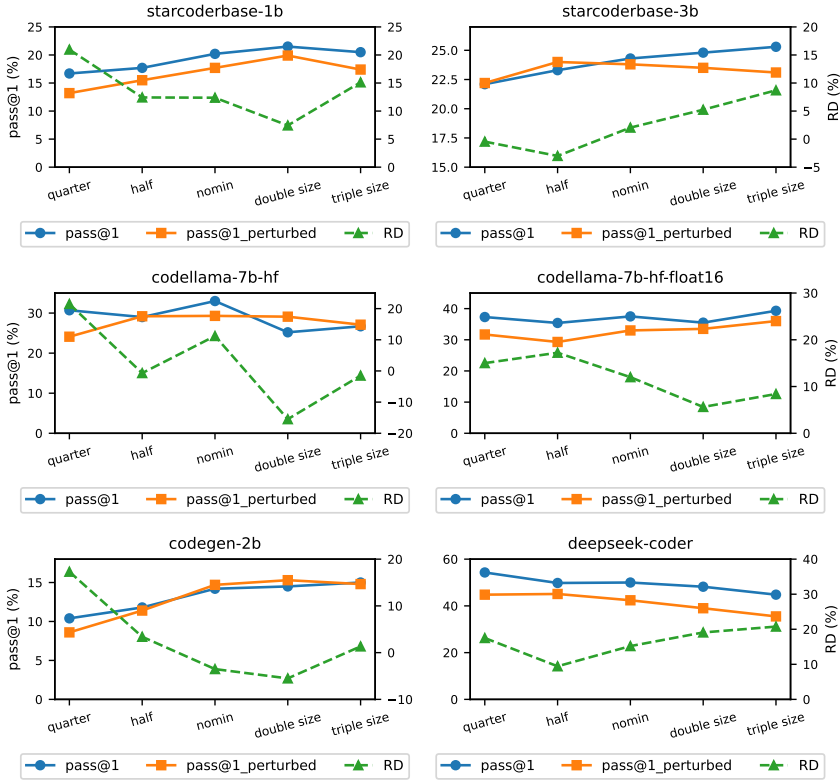 starcoderbase-1b
pass@1 (%)
25
20
15
10
5
0
25
20
15
10
5
0
quarter
half
nomin
double size
triple size
pass@1
pass@1_perturbed
RD
starcoderbase-3b
25.0
22.5
20.0
17.5
15.0
20
15
10
5
0
−5
RD (%)
quarter
half
nomin
double size
triple size
pass@1
pass@1_perturbed
RD
codellama-7b-hf
pass@1 (%)
30
20
10
0
20
10
0
−10
−20
quarter
half
nomin
double size
triple size
pass@1
pass@1_perturbed
RD
codellama-7b-hf-float16
40
30
20
10
0
30
20
10
0
RD (%)
quarter
half
nomin
double size
triple size
pass@1
pass@1_perturbed
RD
codegen-2b
pass@1 (%)
15
10
5
0
20
10
0
−10
quarter
half
nomin
double size
triple size
pass@1
pass@1_perturbed
RD
deepseek-coder
60
40
20
0
40
30
20
10
0
RD (%)
quarter
half
nomin
double size
triple size
pass@1
pass@1_perturbed
RD